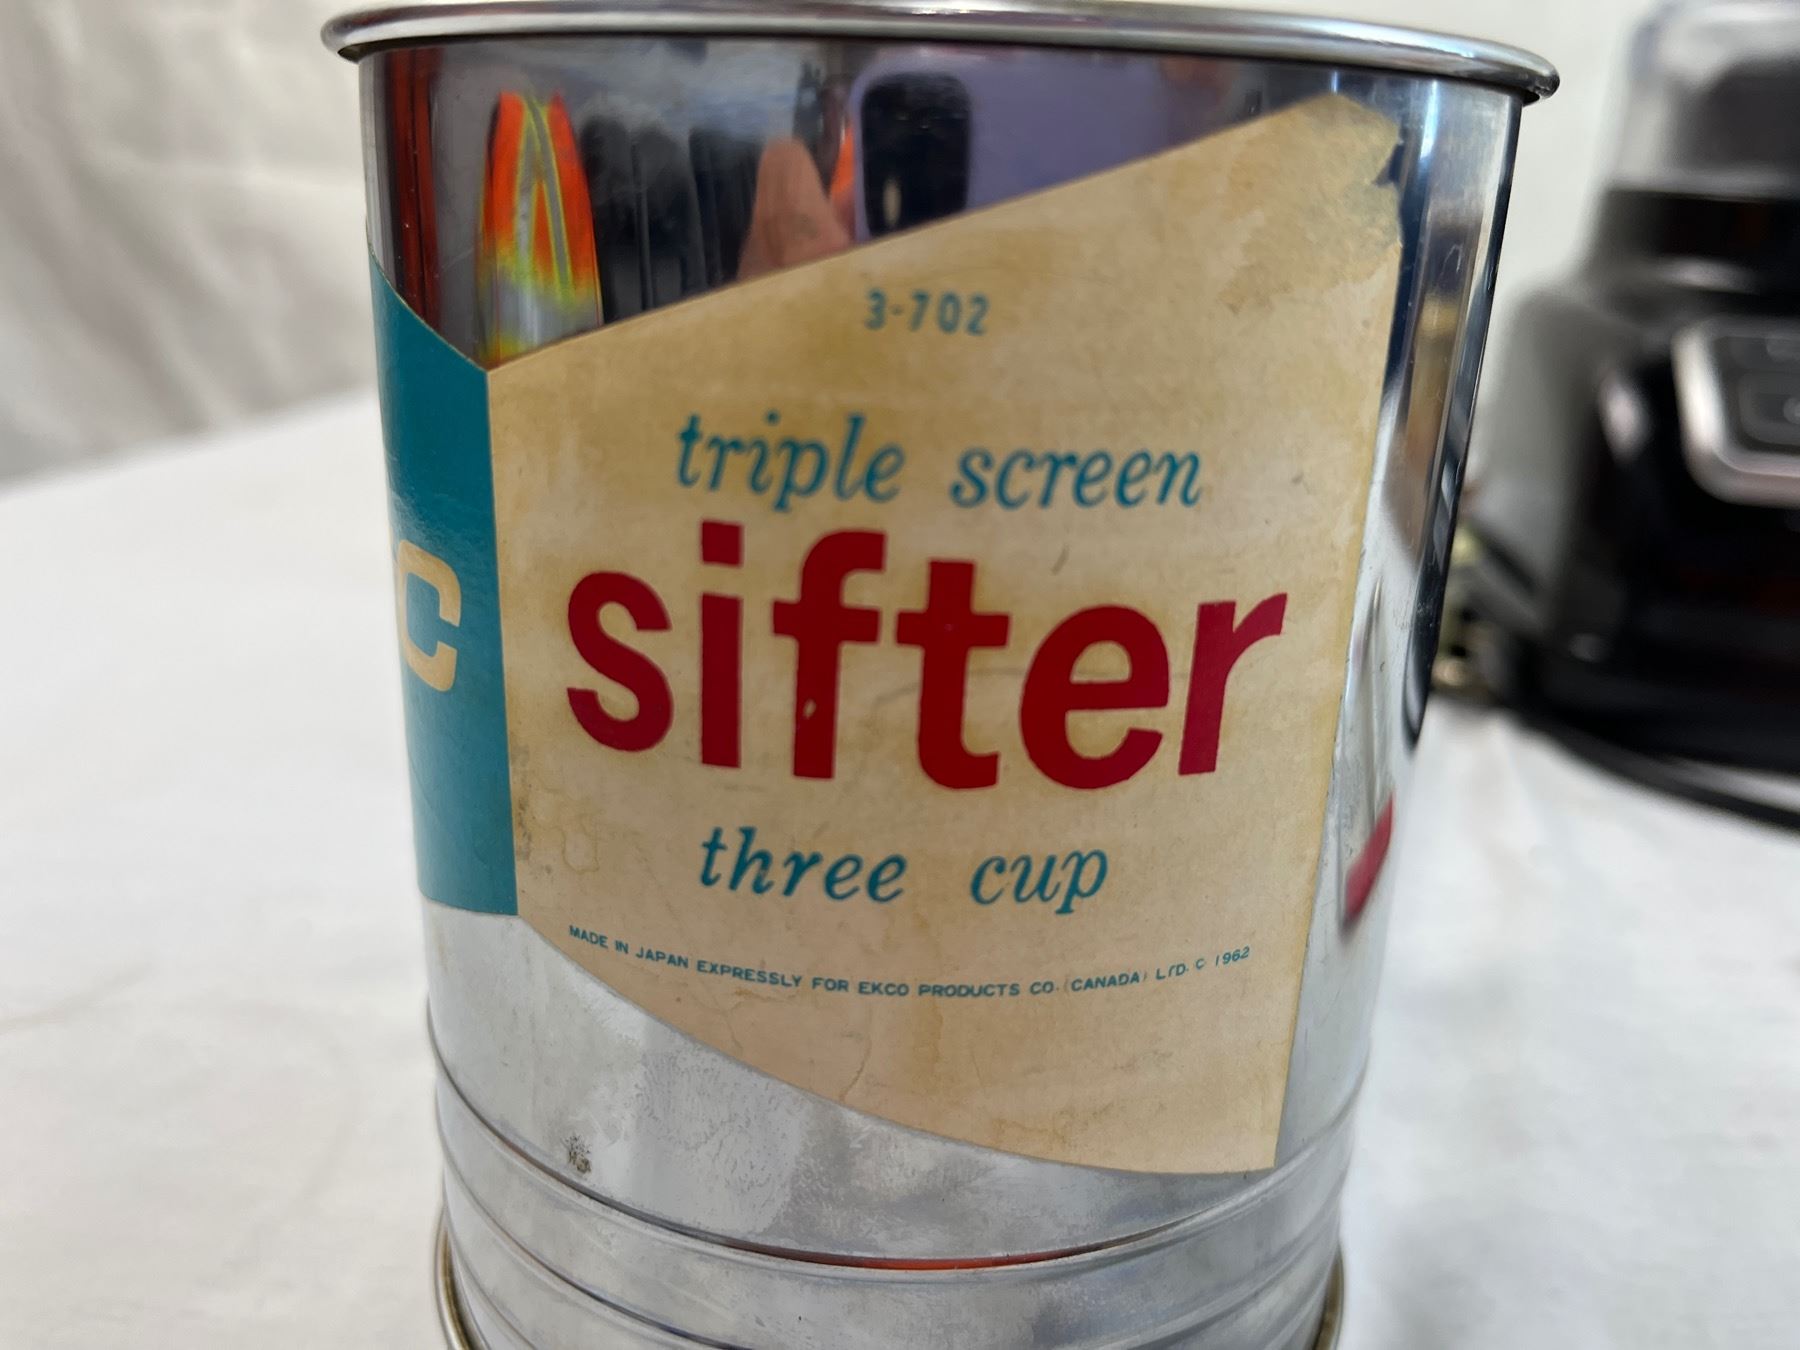 C
3-702
triple screen
sifter
three cup
MADE IN JAPAN EXPRESSLY FOR EKCO PRODUCTS CO. (CANADA) LTD. © 1962